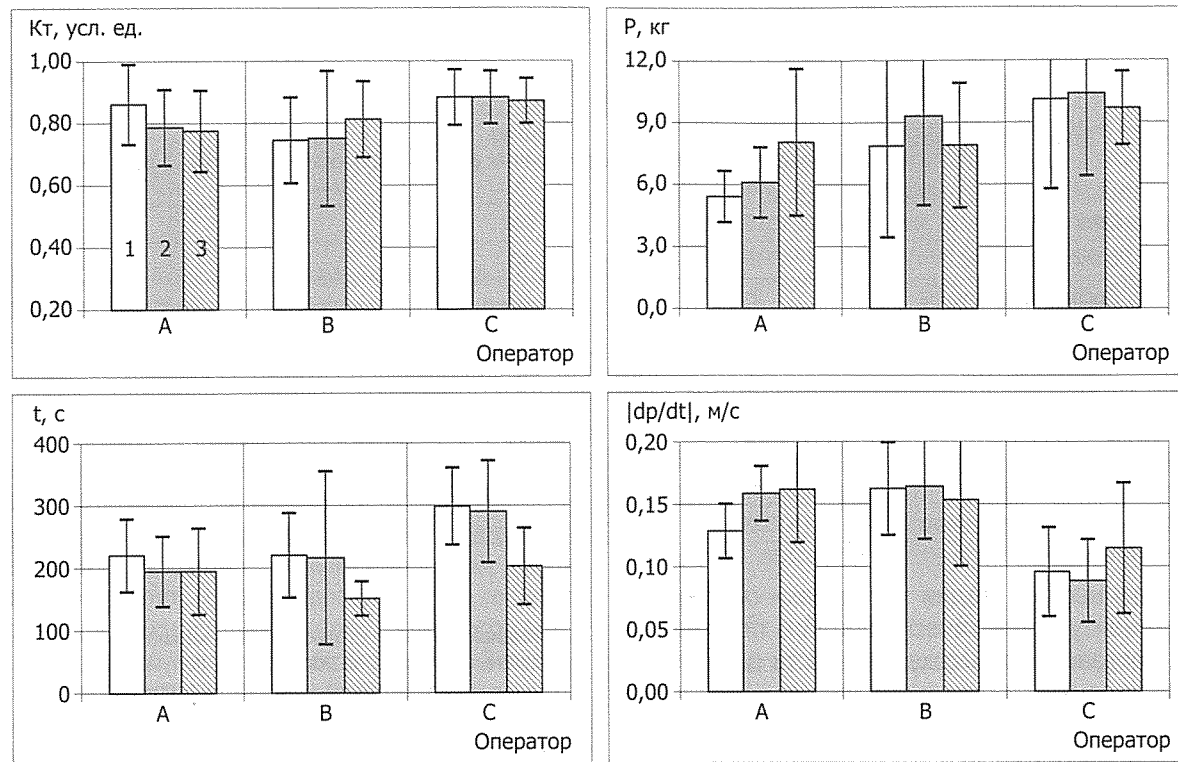 Кт, усл. ед.
1,00
0,80
0,60
0,40
0,20
1 2 3
A B C
Оператор
P, кг
12,0
9,0
6,0
3,0
0,0
A B C
Оператор
t, с
400
300
200
100
0
A B C
Оператор
|dp/dt|, м/с
0,20
0,15
0,10
0,05
0,00
A B C
Оператор